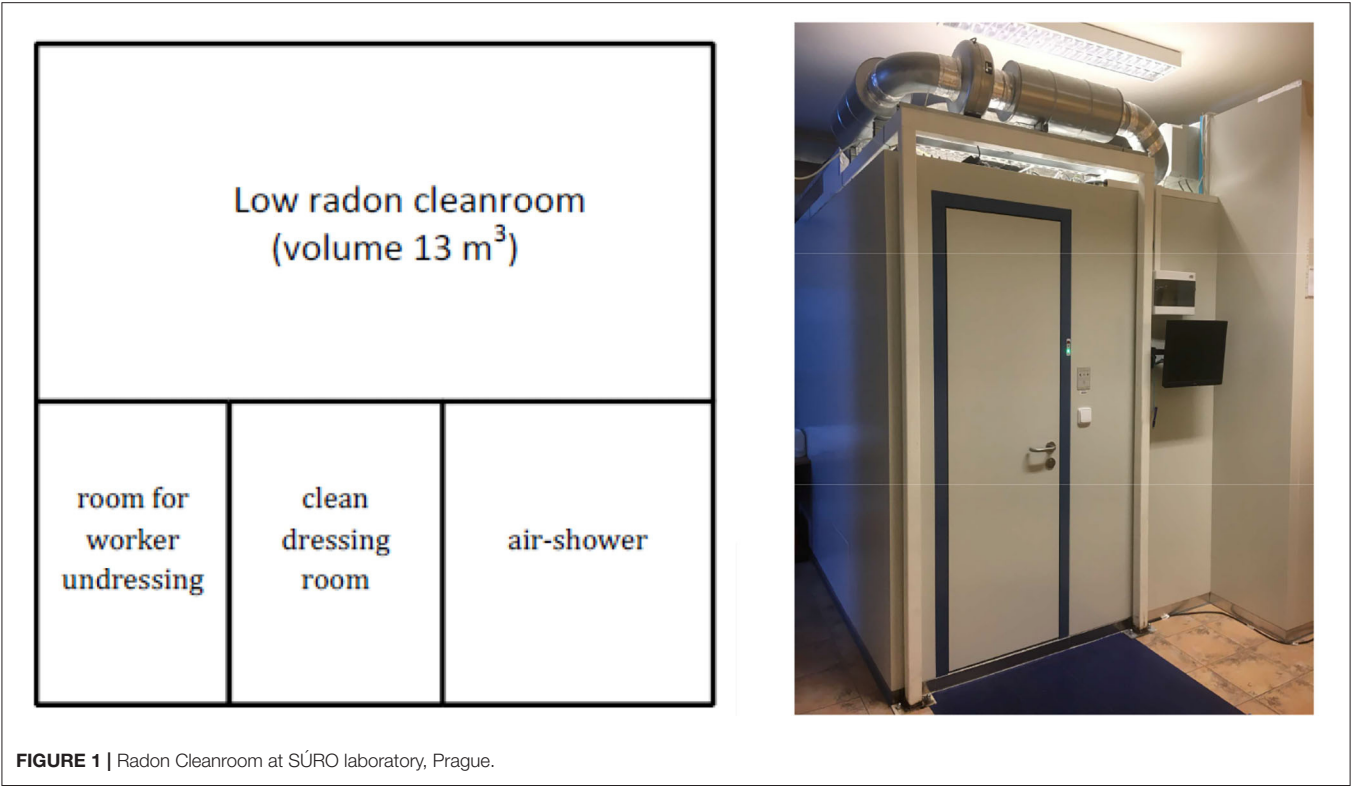 Low radon cleanroom
(volume 13 m³)
room for
worker
undressing
clean
dressing
room
air-shower
FIGURE 1 | Radon Cleanroom at SÚRO laboratory, Prague.